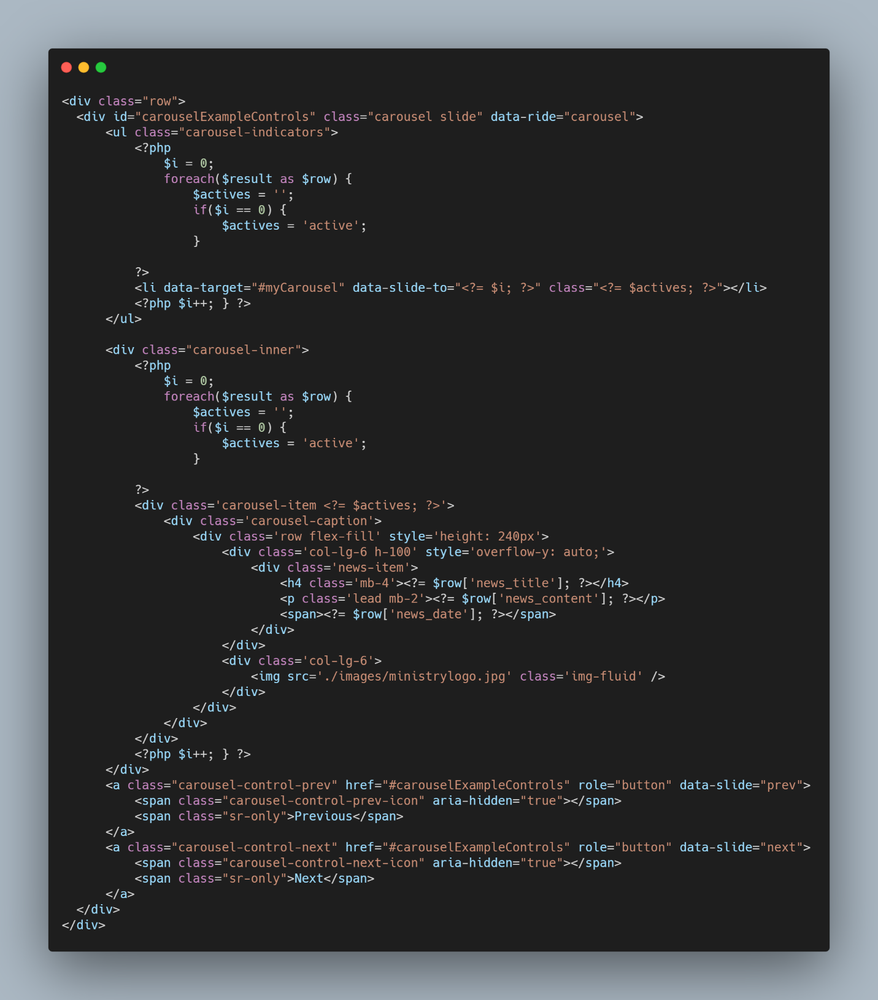 <div class="row">
  <div id="carouselExampleControls" class="carousel slide" data-ride="carousel">
      <ul class="carousel-indicators">
          <?php
              $i = 0;
              foreach($result as $row) {
                  $actives = '';
                  if($i == 0) {
                      $actives = 'active';
                  }

          ?>
          <li data-target="#myCarousel" data-slide-to="<?= $i; ?>" class="<?= $actives; ?>"></li>
          <?php $i++; } ?>
      </ul>

      <div class="carousel-inner">
          <?php
              $i = 0;
              foreach($result as $row) {
                  $actives = '';
                  if($i == 0) {
                      $actives = 'active';
                  }

          ?>
          <div class='carousel-item <?= $actives; ?>'>
              <div class='carousel-caption'>
                  <div class='row flex-fill' style='height: 240px'>
                      <div class='col-lg-6 h-100' style='overflow-y: auto;'>
                          <div class='news-item'>
                              <h4 class='mb-4'><?= $row['news_title']; ?></h4>
                              <p class='lead mb-2'><?= $row['news_content']; ?></p>
                              <span><?= $row['news_date']; ?></span>
                          </div>
                      </div>
                      <div class='col-lg-6'>
                          <img src='./images/ministrylogo.jpg' class='img-fluid' />
                      </div>
                  </div>
              </div>
          </div>
          <?php $i++; } ?>
      </div>
      <a class="carousel-control-prev" href="#carouselExampleControls" role="button" data-slide="prev">
          <span class="carousel-control-prev-icon" aria-hidden="true"></span>
          <span class="sr-only">Previous</span>
      </a>
      <a class="carousel-control-next" href="#carouselExampleControls" role="button" data-slide="next">
          <span class="carousel-control-next-icon" aria-hidden="true"></span>
          <span class="sr-only">Next</span>
      </a>
  </div>
</div>